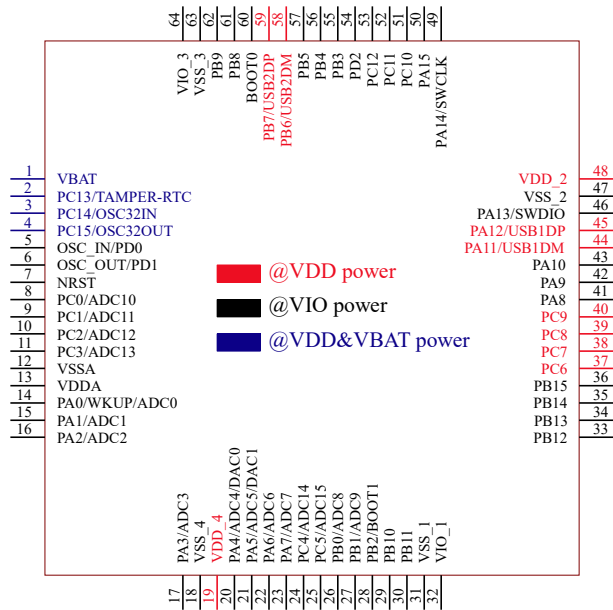 64
63
62
61
60
59
58
57
56
55
54
53
52
51
50
49
VIO_3
VSS_3
PB9
PB8
BOOT0
PB7/USB2DP
PB6/USB2DM
PB5
PB4
PB3
PD2
PC12
PC11
PC10
PA15
PA14/SWCLK
1 VBAT
2 PC13/TAMPER-RTC
3 PC14/OSC32IN
4 PC15/OSC32OUT
5 OSC_IN/PD0
6 OSC_OUT/PD1
7 NRST
8 PC0/ADC10
9 PC1/ADC11
10 PC2/ADC12
11 PC3/ADC13
12 VSSA
13 VDDA
14 PA0/WKUP/ADC0
15 PA1/ADC1
16 PA2/ADC2
@VDD power
@VIO power
@VDD&VBAT power
VDD_2 48
VSS_2 47
PA13/SWDIO 46
PA12/USB1DP 45
PA11/USB1DM 44
PA10 43
PA9 42
PA8 41
PC9 40
PC8 39
PC7 38
PC6 37
PB15 36
PB14 35
PB13 34
PB12 33
PA3/ADC3
VSS_4
VDD_4
PA4/ADC4/DAC0
PA5/ADC5/DAC1
PA6/ADC6
PA7/ADC7
PC4/ADC14
PC5/ADC15
PB0/ADC8
PB1/ADC9
PB2/BOOT1
PB10
PB11
VSS_1
VIO_1
17
18
19
20
21
22
23
24
25
26
27
28
29
30
31
32